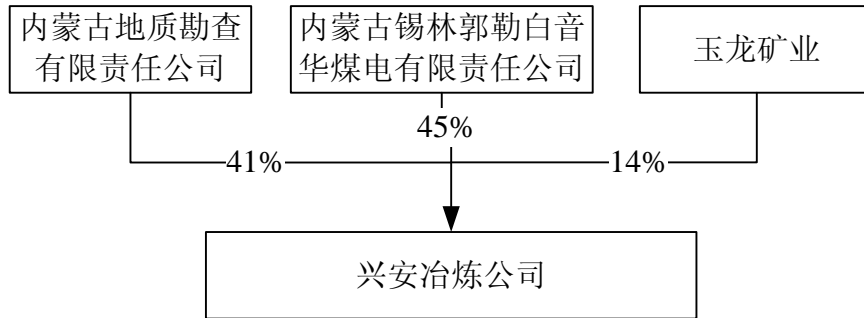 内蒙古地质勘查
有限责任公司
内蒙古锡林郭勒白音
华煤电有限责任公司
玉龙矿业
45%
41%
14%
兴安冶炼公司